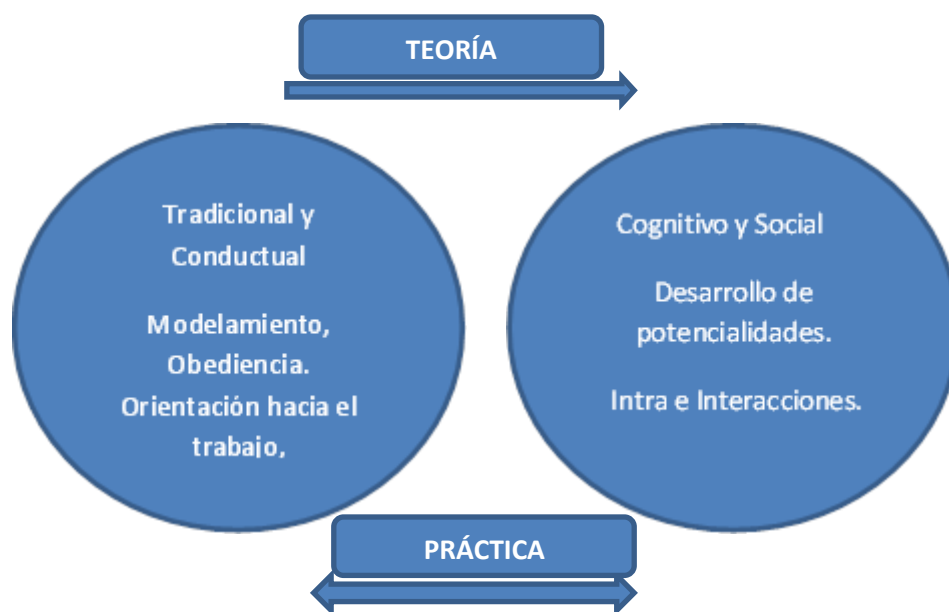 TEORÍA
Tradicional y
Conductual
Modelamiento,
Obediencia.
Orientación hacia el
trabajo,
Cognitivo y Social
Desarrollo de
potencialidades.
Intra e Interacciones.
PRÁCTICA